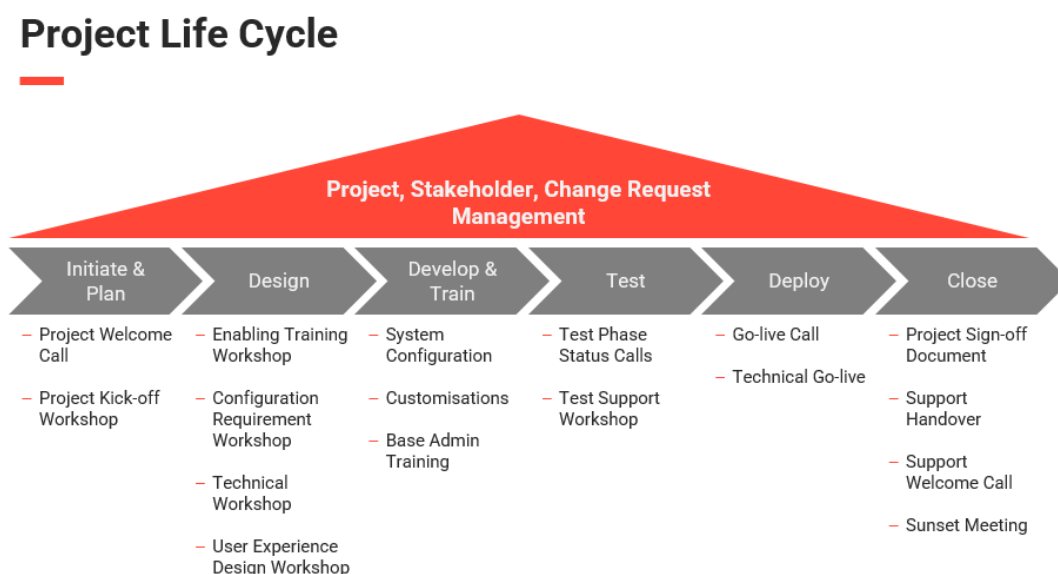 Project Life Cycle
Project, Stakeholder, Change Request
Management
Initiate &
Plan
Design
Develop &
Train
Test
Deploy
Close
– Project Welcome
Call
– Project Kick-off
Workshop
– Enabling Training
Workshop
– Configuration
Requirement
Workshop
– Technical
Workshop
– User Experience
Design Workshop
– System
Configuration
– Customisations
– Base Admin
Training
– Test Phase
Status Calls
– Test Support
Workshop
– Go-live Call
– Technical Go-live
– Project Sign-off
Document
– Support
Handover
– Support
Welcome Call
– Sunset Meeting